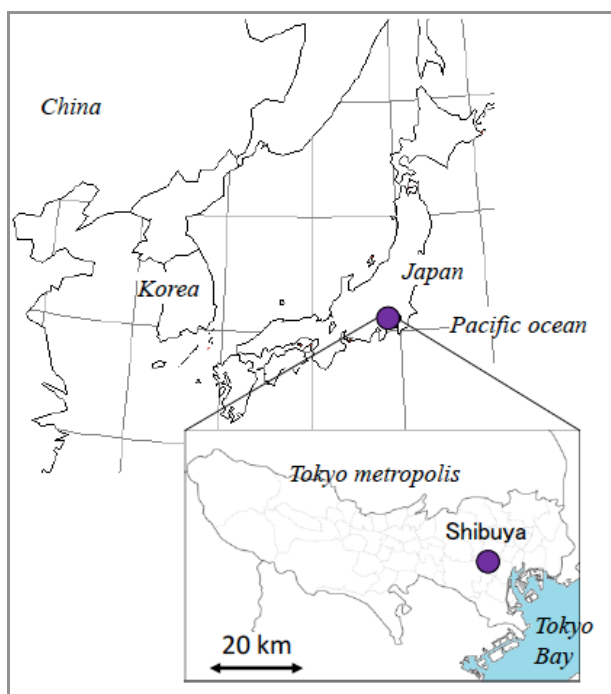 China
Japan
Korea
Pacific ocean
Tokyo metropolis
Shibuya
Tokyo
Bay
20 km